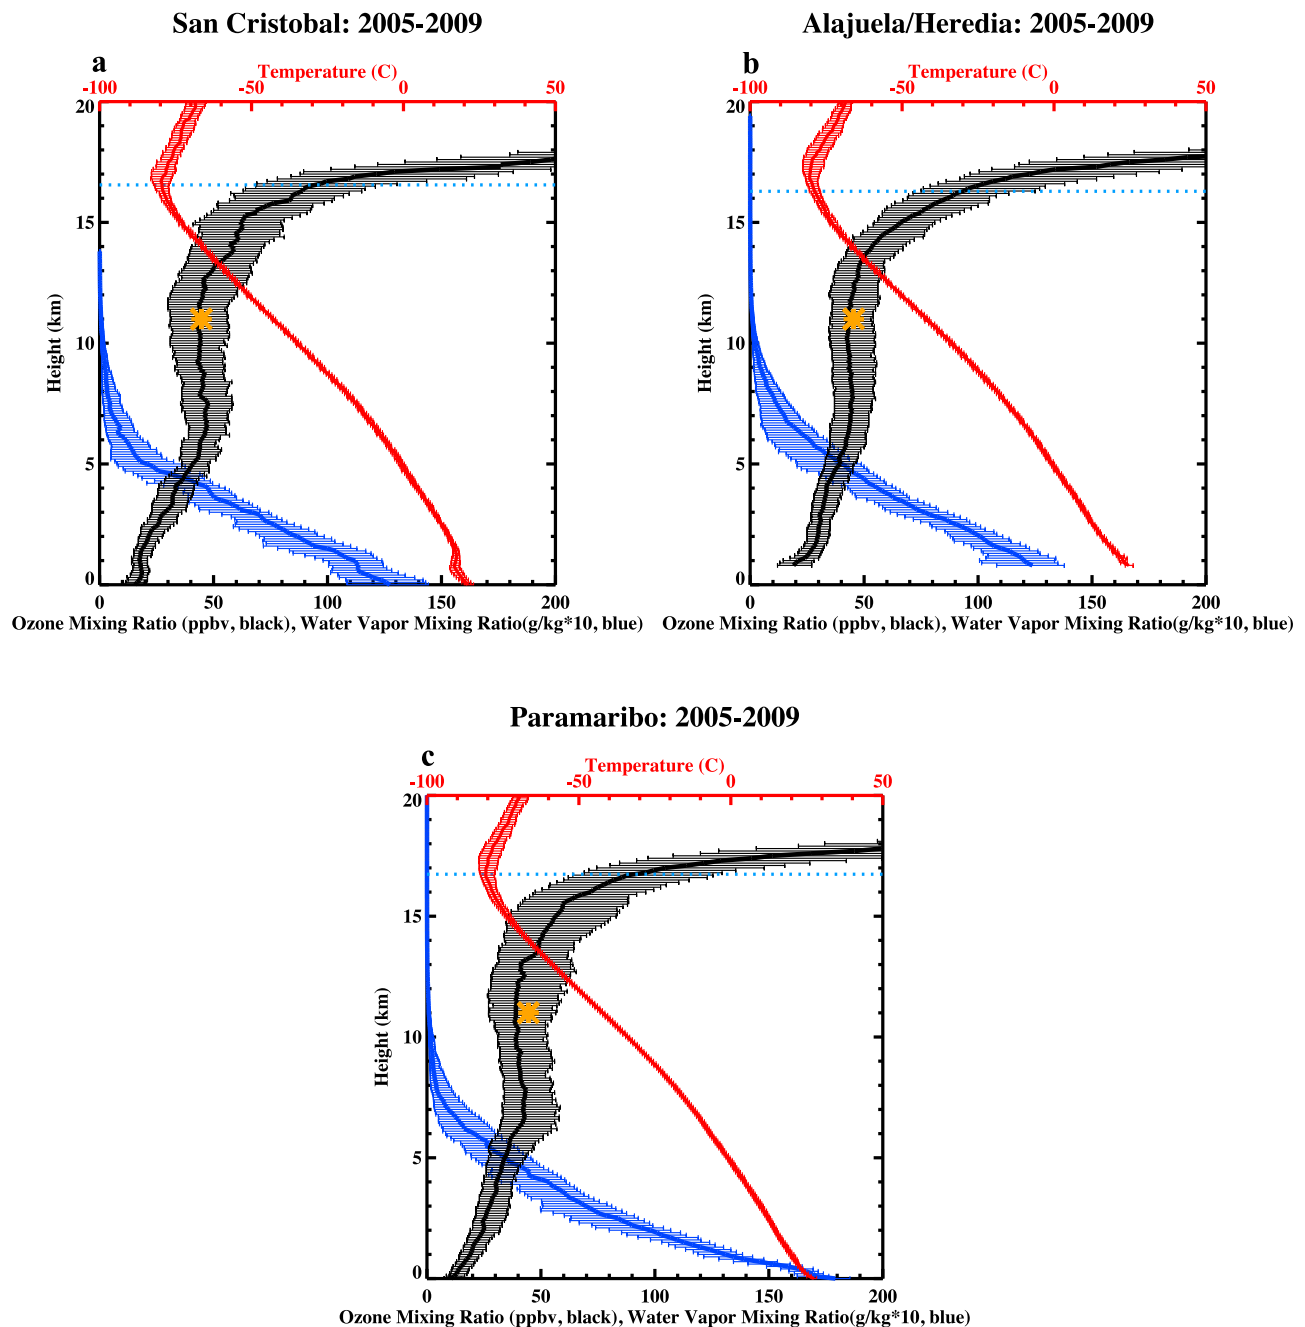 San Cristobal: 2005-2009
a
Temperature (C)
-100 -50 0 50
20
15
10
5
0
Height (km)
0 50 100 150 200
Ozone Mixing Ratio (ppbv, black), Water Vapor Mixing Ratio(g/kg*10, blue)
Alajuela/Heredia: 2005-2009
b
Temperature (C)
-100 -50 0 50
20
15
10
5
0
Height (km)
0 50 100 150 200
Ozone Mixing Ratio (ppbv, black), Water Vapor Mixing Ratio(g/kg*10, blue)
Paramaribo: 2005-2009
c
Temperature (C)
-100 -50 0 50
20
15
10
5
0
Height (km)
0 50 100 150 200
Ozone Mixing Ratio (ppbv, black), Water Vapor Mixing Ratio(g/kg*10, blue)